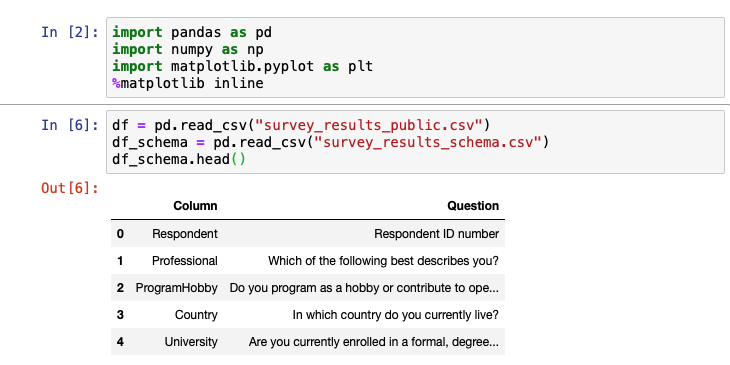 In [2]: import pandas as pd
import numpy as np
import matplotlib.pyplot as plt
%matplotlib inline
In [6]: df = pd.read_csv("survey_results_public.csv")
df_schema = pd.read_csv("survey_results_schema.csv")
df_schema.head()
Out[6]:
Column Question
0 Respondent Respondent ID number
1 Professional Which of the following best describes you?
2 ProgramHobby Do you program as a hobby or contribute to ope...
3 Country In which country do you currently live?
4 University Are you currently enrolled in a formal, degree...